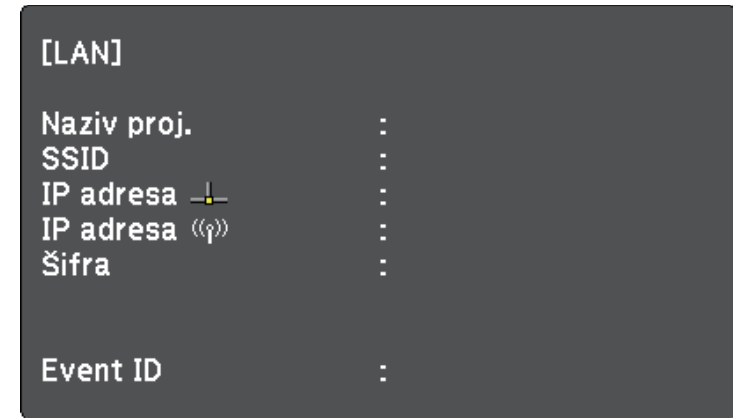 [LAN]
Naziv proj. :
SSID :
IP adresa :
IP adresa :
Šifra :
Event ID :